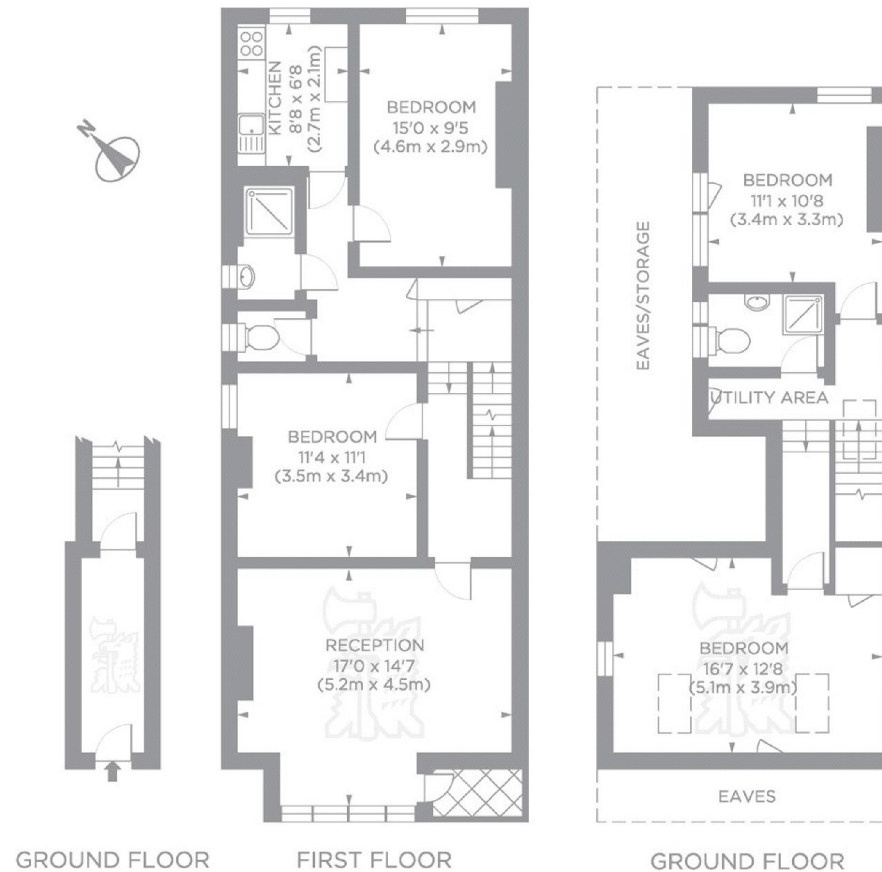 N
KITCHEN
8'8 x 6'8
(2.7m x 2.1m)
BEDROOM
15'0 x 9'5
(4.6m x 2.9m)
BEDROOM
11'4 x 11'1
(3.5m x 3.4m)
RECEPTION
17'0 x 14'7
(5.2m x 4.5m)
BEDROOM
11'1 x 10'8
(3.4m x 3.3m)
EAVES/STORAGE
UTILITY AREA
BEDROOM
16'7 x 12'8
(5.1m x 3.9m)
EAVES
GROUND FLOOR
FIRST FLOOR
GROUND FLOOR